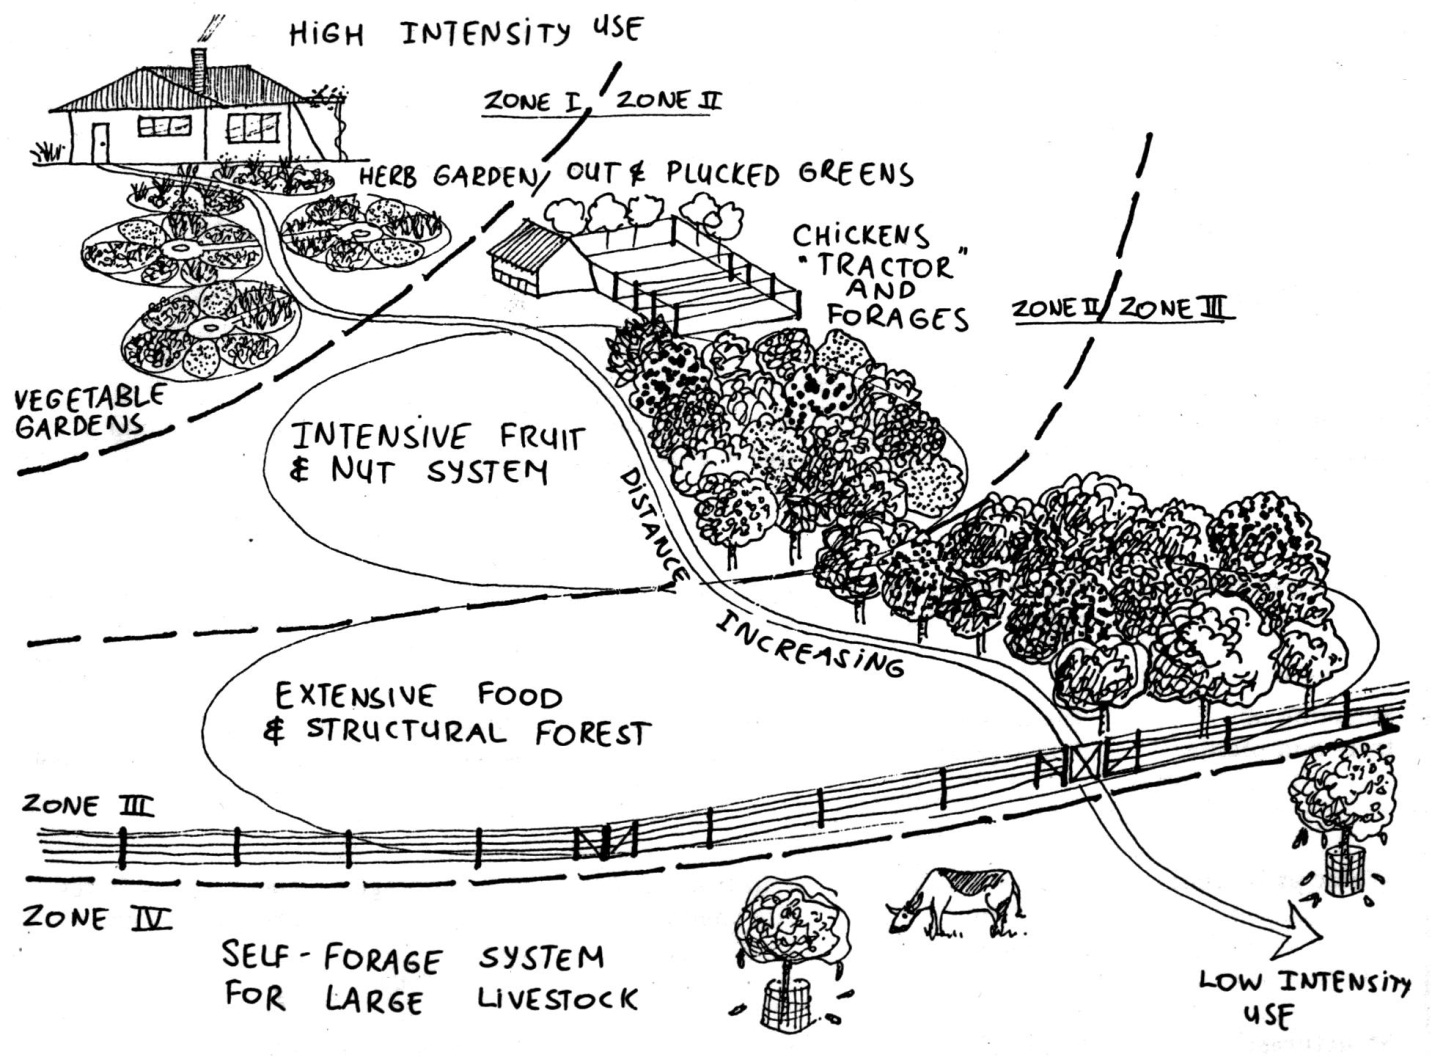 HIGH INTENSITY USE
ZONE I / ZONE II
HERB GARDEN, OUT & PLUCKED GREENS
CHICKENS
"TRACTOR"
AND
FORAGES
ZONE II / ZONE III
VEGETABLE
GARDENS
INTENSIVE FRUIT
& NUT SYSTEM
DISTANCE
INCREASING
EXTENSIVE FOOD
& STRUCTURAL FOREST
ZONE III
ZONE IV
SELF-FORAGE SYSTEM
FOR LARGE LIVESTOCK
LOW INTENSITY
USE